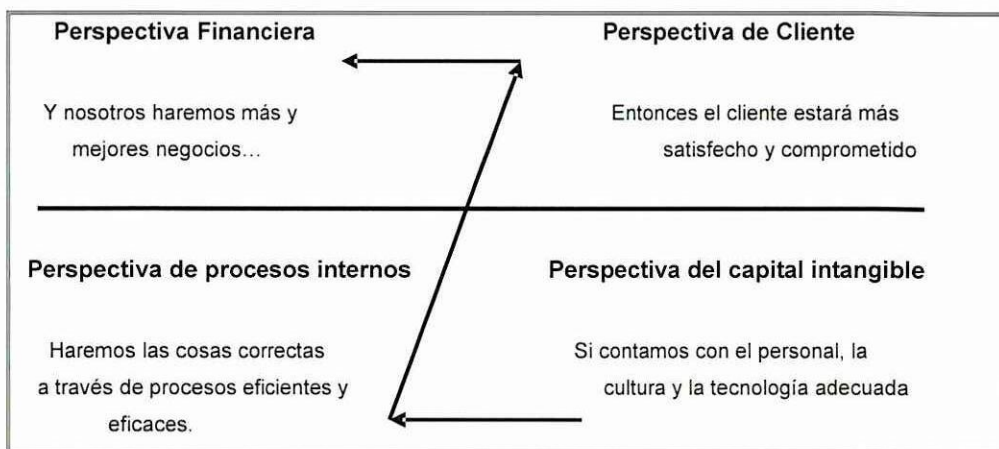 Perspectiva Financiera
Y nosotros haremos más y
mejores negocios…
Perspectiva de Cliente
Entonces el cliente estará más
satisfecho y comprometido
Perspectiva de procesos internos
Haremos las cosas correctas
a través de procesos eficientes y
eficaces.
Perspectiva del capital intangible
Si contamos con el personal, la
cultura y la tecnología adecuada